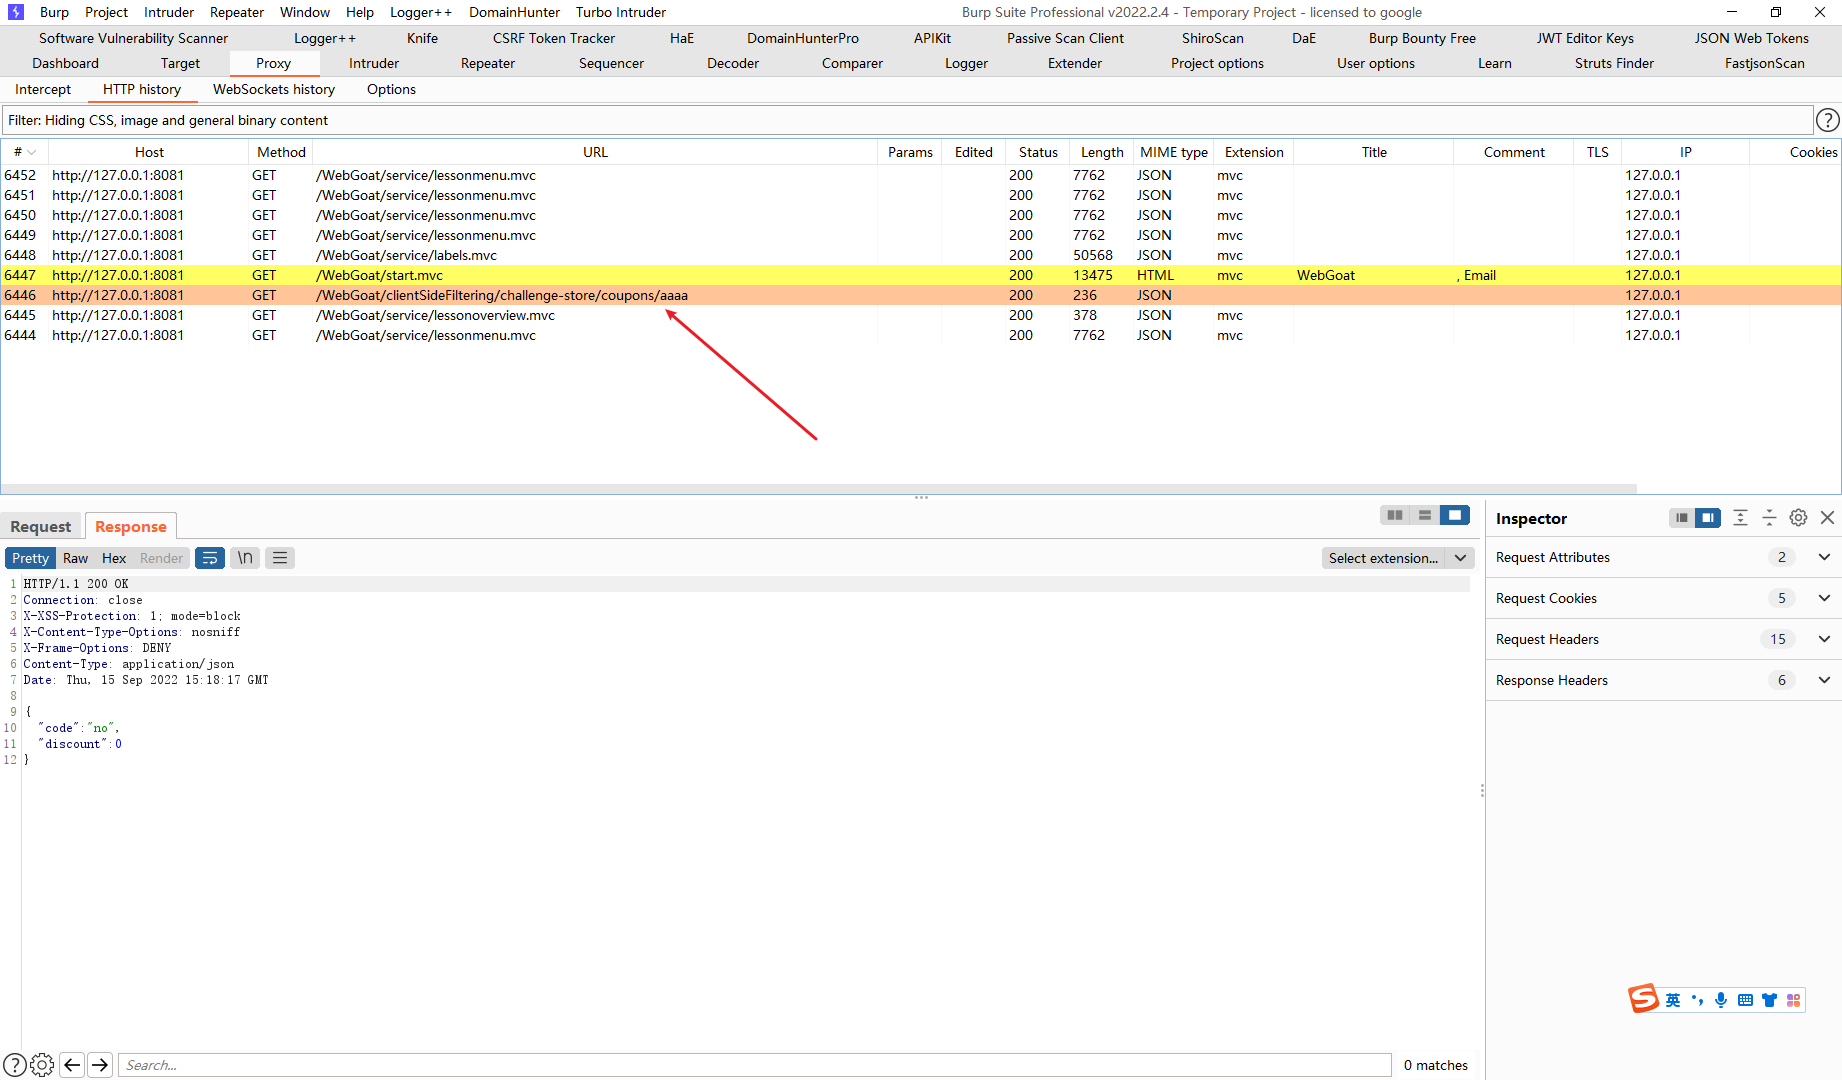 Burp Project Intruder Repeater Window Help Logger++ DomainHunter Turbo Intruder Burp Suite Professional v2022.2.4 - Temporary Project - licensed to google
Software Vulnerability Scanner Logger++ Knife CSRF Token Tracker HaE DomainHunterPro APIKit Passive Scan Client ShiroScan DaE Burp Bounty Free JWT Editor Keys JSON Web Tokens
Dashboard Target Proxy Intruder Repeater Sequencer Decoder Comparer Logger Extender Project options User options Learn Struts Finder FastjsonScan
Intercept HTTP history WebSockets history Options
Filter: Hiding CSS, image and general binary content ?
# Host Method URL Params Edited Status Length MIME type Extension Title Comment TLS IP Cookies
6452 http://127.0.0.1:8081 GET /WebGoat/service/lessonmenu.mvc 200 7762 JSON mvc 127.0.0.1
6451 http://127.0.0.1:8081 GET /WebGoat/service/lessonmenu.mvc 200 7762 JSON mvc 127.0.0.1
6450 http://127.0.0.1:8081 GET /WebGoat/service/lessonmenu.mvc 200 7762 JSON mvc 127.0.0.1
6449 http://127.0.0.1:8081 GET /WebGoat/service/lessonmenu.mvc 200 7762 JSON mvc 127.0.0.1
6448 http://127.0.0.1:8081 GET /WebGoat/service/labels.mvc 200 50568 JSON mvc 127.0.0.1
6447 http://127.0.0.1:8081 GET /WebGoat/start.mvc 200 13475 HTML mvc WebGoat , Email 127.0.0.1
6446 http://127.0.0.1:8081 GET /WebGoat/clientSideFiltering/challenge-store/coupons/aaaa 200 236 JSON 127.0.0.1
6445 http://127.0.0.1:8081 GET /WebGoat/service/lessonoverview.mvc 200 378 JSON mvc 127.0.0.1
6444 http://127.0.0.1:8081 GET /WebGoat/service/lessonmenu.mvc 200 7762 JSON mvc 127.0.0.1
Request Response
Pretty Raw Hex Render \n Select extension...
1 HTTP/1.1 200 OK
2 Connection: close
3 X-XSS-Protection: 1; mode=block
4 X-Content-Type-Options: nosniff
5 X-Frame-Options: DENY
6 Content-Type: application/json
7 Date: Thu, 15 Sep 2022 15:18:17 GMT
8
9 {
10 "code":"no",
11 "discount":0
12 }
Inspector
Request Attributes 2
Request Cookies 5
Request Headers 15
Response Headers 6
S 英
? Search... 0 matches